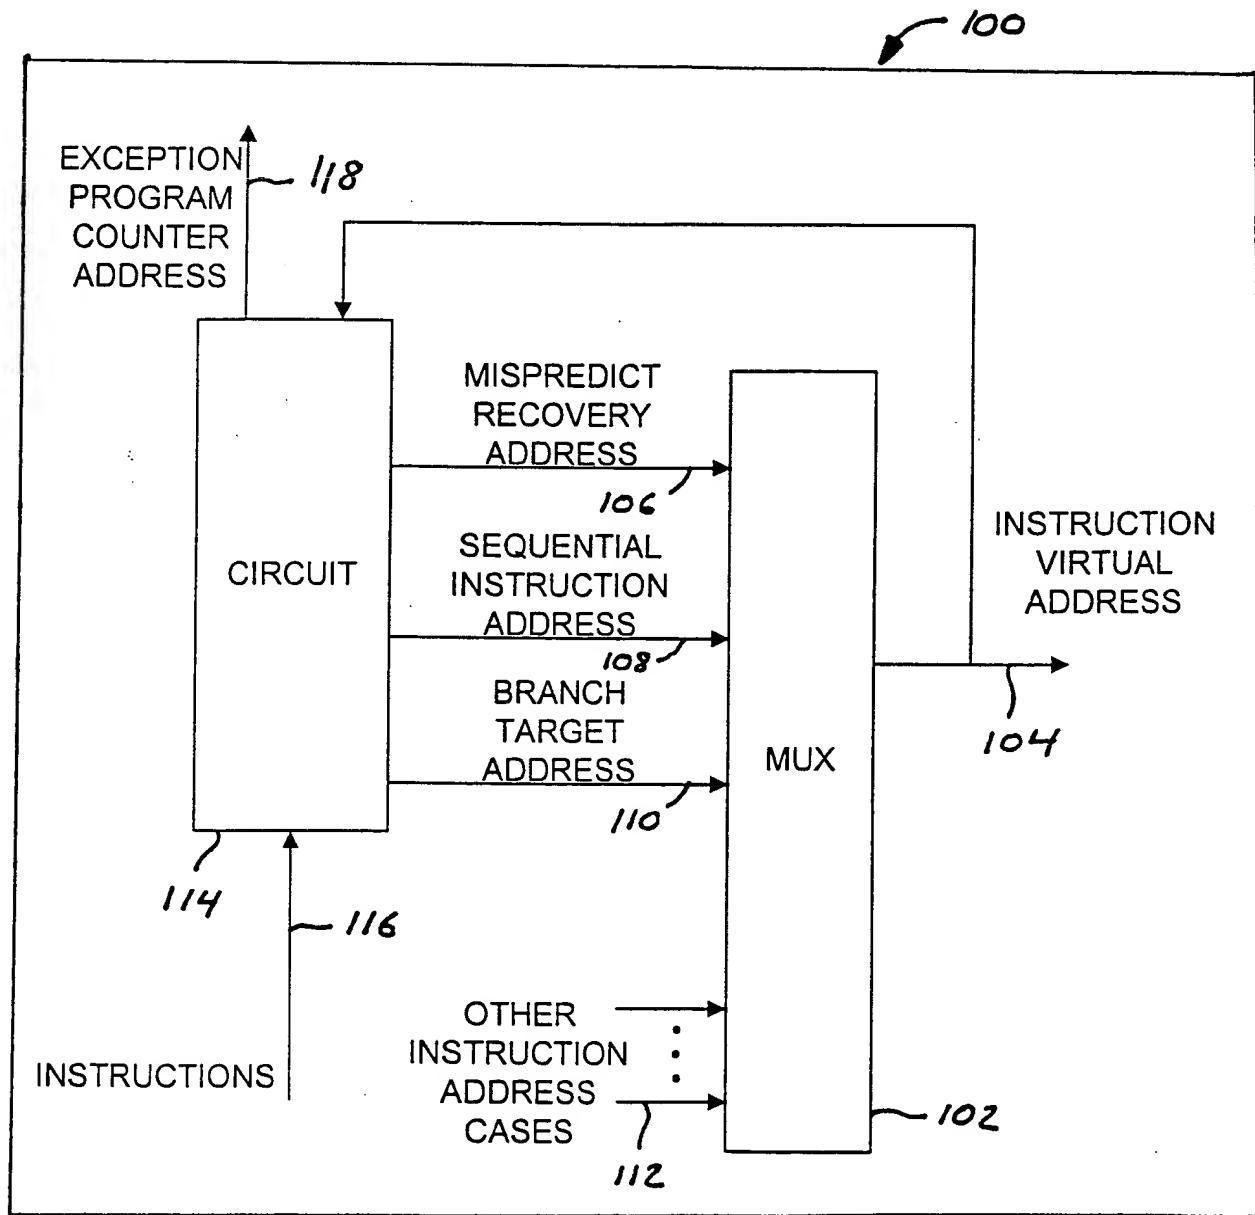 100
EXCEPTION
PROGRAM
COUNTER
ADDRESS
118
MISPREDICT
RECOVERY
ADDRESS
106
CIRCUIT
SEQUENTIAL
INSTRUCTION
ADDRESS
108
INSTRUCTION
VIRTUAL
ADDRESS
104
BRANCH
TARGET
ADDRESS
110
MUX
114
116
INSTRUCTIONS
OTHER
INSTRUCTION
ADDRESS
CASES
112
102